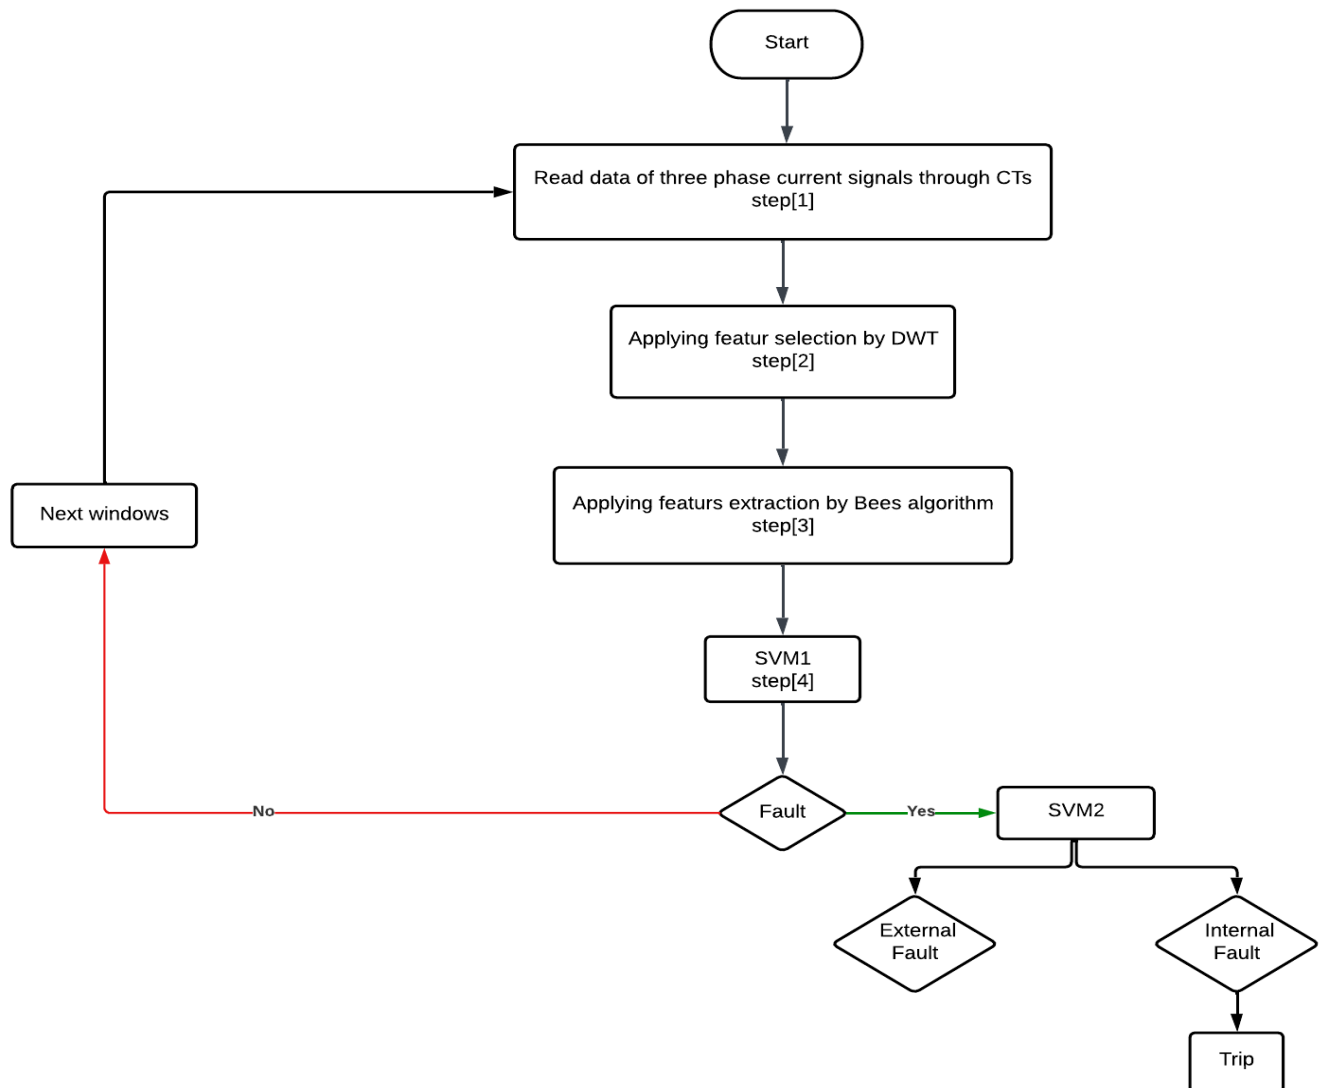 Start
Read data of three phase current signals through CTs
step[1]
Applying featur selection by DWT
step[2]
Applying featurs extraction by Bees algorithm
step[3]
Next windows
SVM1
step[4]
No
Fault
Yes
SVM2
External
Fault
Internal
Fault
Trip